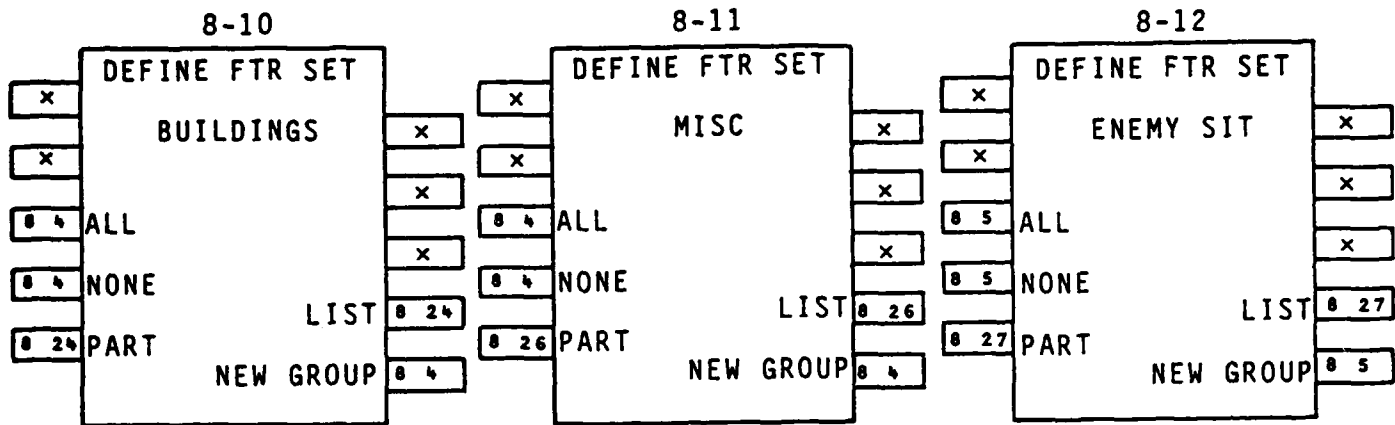 8-10
DEFINE FTR SET
BUILDINGS
×
×
8 4 ALL
8 4 NONE
8 24 PART
×
×
×
LIST 8 24
NEW GROUP 8 4
8-11
DEFINE FTR SET
MISC
×
×
8 4 ALL
8 4 NONE
8 26 PART
×
×
×
LIST 8 26
NEW GROUP 8 4
8-12
DEFINE FTR SET
ENEMY SIT
×
×
8 5 ALL
8 5 NONE
8 27 PART
×
×
×
LIST 8 27
NEW GROUP 8 5